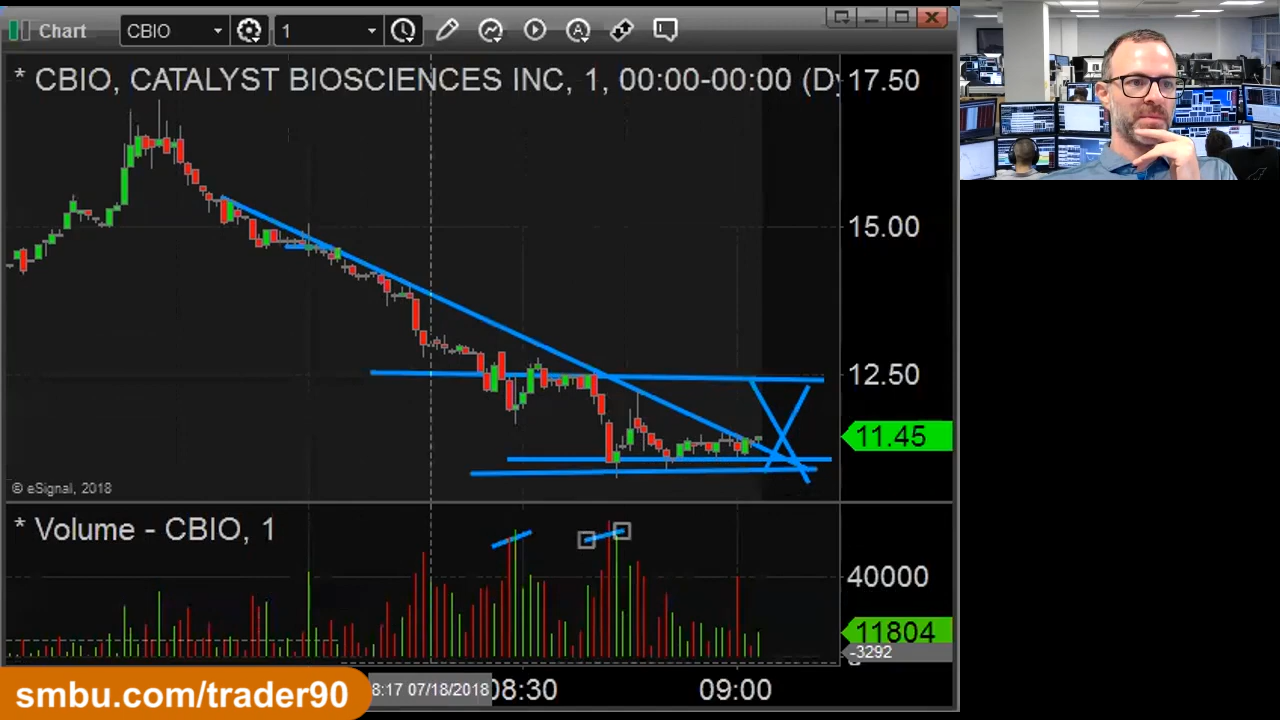 Chart CBIO 1 A
* CBIO, CATALYST BIOSCIENCES INC, 1, 00:00-00:00 (Dy
17.50
15.00
12.50
11.45
© eSignal, 2018
* Volume - CBIO, 1
40000
11804
-3292
8:17 07/18/2018 08:30 09:00
smbu.com/trader90